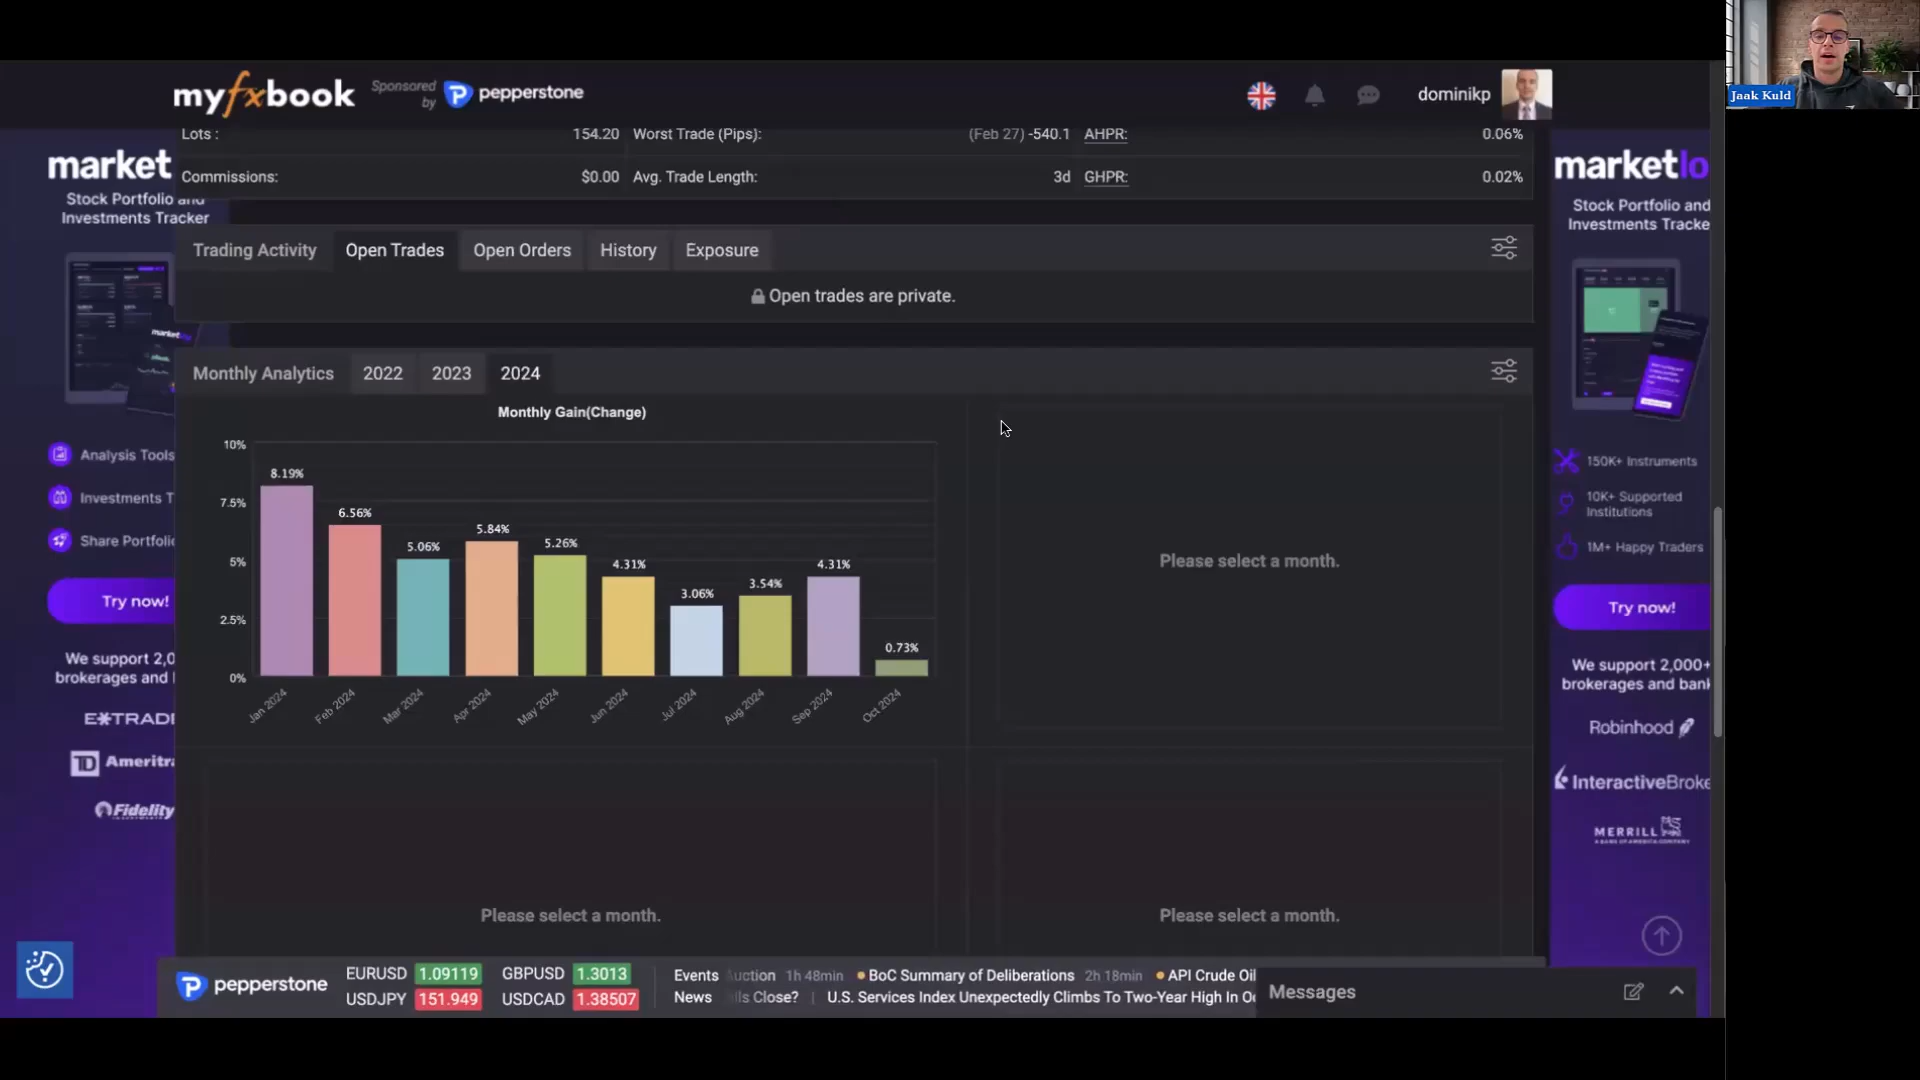 myfxbook
Sponsored by
pepperstone
dominikp
Jaak Kuld
Lots :
154.20
Worst Trade (Pips):
(Feb 27) -540.1
AHPR:
0.06%
Commissions:
$0.00
Avg. Trade Length:
3d
GHPR:
0.02%
market
Stock Portfolio and
Investments Tracker
Analysis Tools
Investments T
Share Portfolio
Try now!
We support 2,0
brokerages and
E*TRADE
TD Ameritra
Fidelity
Trading Activity
Open Trades
Open Orders
History
Exposure
Open trades are private.
Monthly Analytics
2022
2023
2024
Monthly Gain(Change)
10%
7.5%
5%
2.5%
0%
8.19%
6.56%
5.06%
5.84%
5.26%
4.31%
3.06%
3.54%
4.31%
0.73%
Jan 2024
Feb 2024
Mar 2024
Apr 2024
May 2024
Jun 2024
Jul 2024
Aug 2024
Sep 2024
Oct 2024
Please select a month.
Please select a month.
Please select a month.
marketlo
Stock Portfolio and
Investments Tracke
150K+ Instruments
10K+ Supported
Institutions
1M+ Happy Traders
Try now!
We support 2,000+
brokerages and bank
Robinhood
InteractiveBroke
MERRILL
pepperstone
EURUSD 1.09119
GBPUSD 1.3013
USDJPY 151.949
USDCAD 1.38507
Events uction 1h 48min BoC Summary of Deliberations 2h 18min API Crude Oil
News lls Close? | U.S. Services Index Unexpectedly Climbs To Two-Year High In Oc
Messages